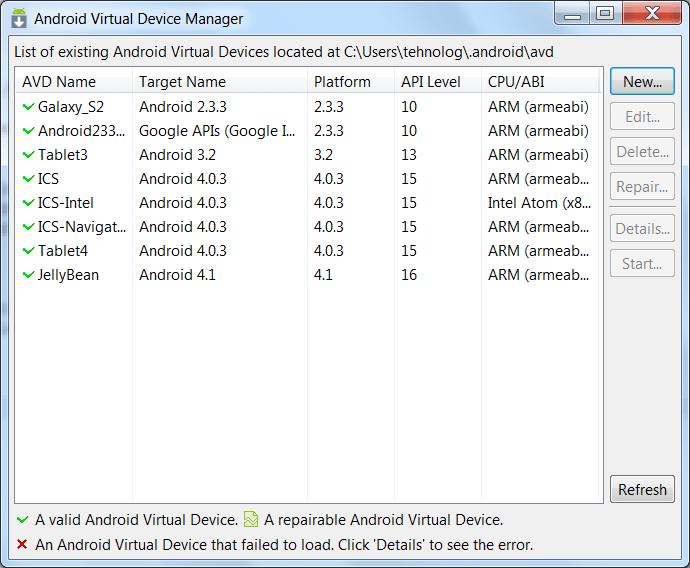 Android Virtual Device Manager
List of existing Android Virtual Devices located at C:\Users\tehnolog\.android\avd
AVD Name Target Name Platform API Level CPU/ABI
Galaxy_S2 Android 2.3.3 2.3.3 10 ARM (armeabi)
Android233... Google APIs (Google I... 2.3.3 10 ARM (armeabi)
Tablet3 Android 3.2 3.2 13 ARM (armeabi)
ICS Android 4.0.3 4.0.3 15 ARM (armeab...
ICS-Intel Android 4.0.3 4.0.3 15 Intel Atom (x8...
ICS-Navigat... Android 4.0.3 4.0.3 15 ARM (armeab...
Tablet4 Android 4.0.3 4.0.3 15 ARM (armeab...
JellyBean Android 4.1 4.1 16 ARM (armeab...
New...
Edit...
Delete...
Repair...
Details...
Start...
Refresh
A valid Android Virtual Device. A repairable Android Virtual Device.
An Android Virtual Device that failed to load. Click 'Details' to see the error.